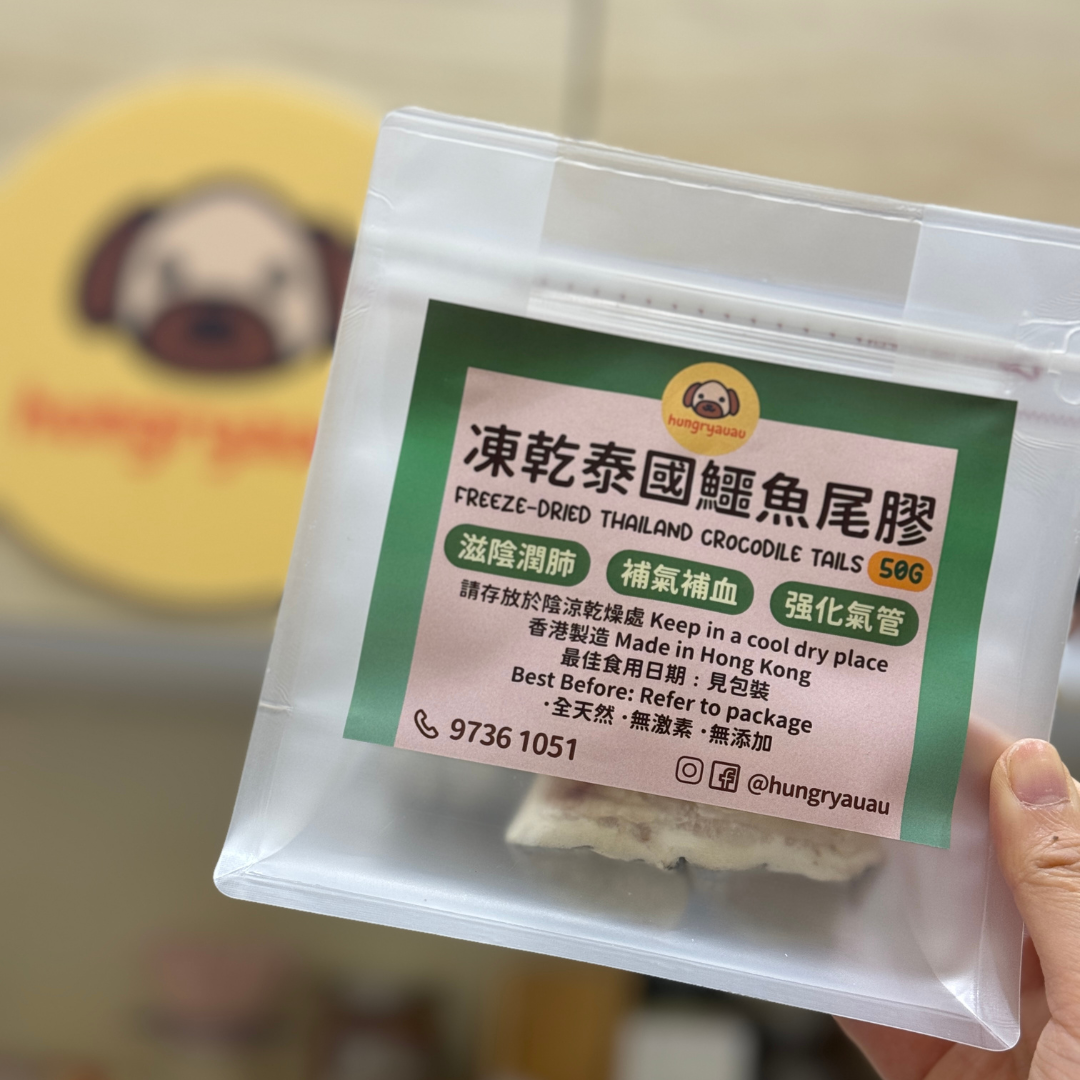 hungryauau
hungryauau
凍乾泰國鱷魚尾膠
FREEZE-DRIED THAILAND CROCODILE TAILS 50G
滋陰潤肺 補氣補血 强化氣管
請存放於陰涼乾燥處 Keep in a cool dry place
香港製造 Made in Hong Kong
最佳食用日期：見包裝
Best Before: Refer to package
·全天然 ·無激素 ·無添加
9736 1051
@hungryauau